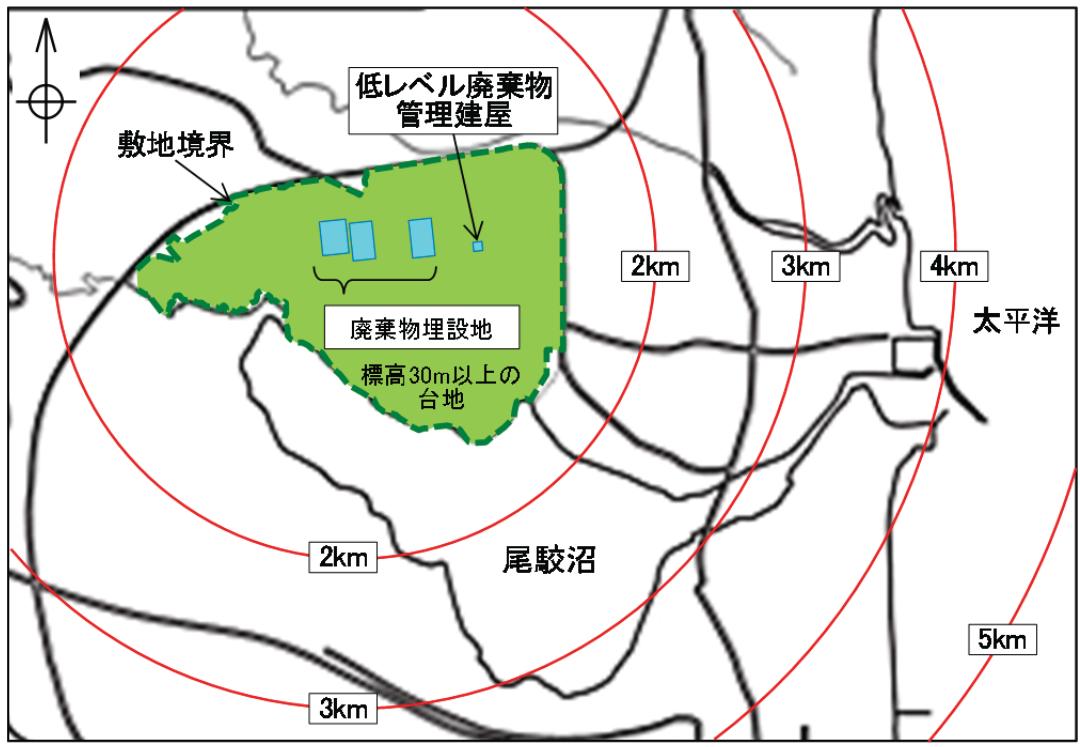 低レベル廃棄物
管理建屋
敷地境界
2km
3km
4km
太平洋
廃棄物埋設地
標高30m以上の
台地
2km
尾駮沼
5km
3km